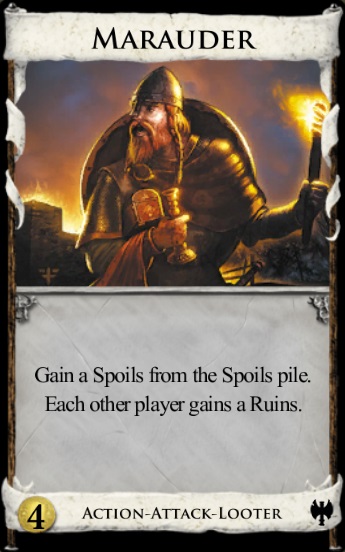 Marauder
Gain a Spoils from the Spoils pile.
Each other player gains a Ruins.
4
Action-Attack-Looter